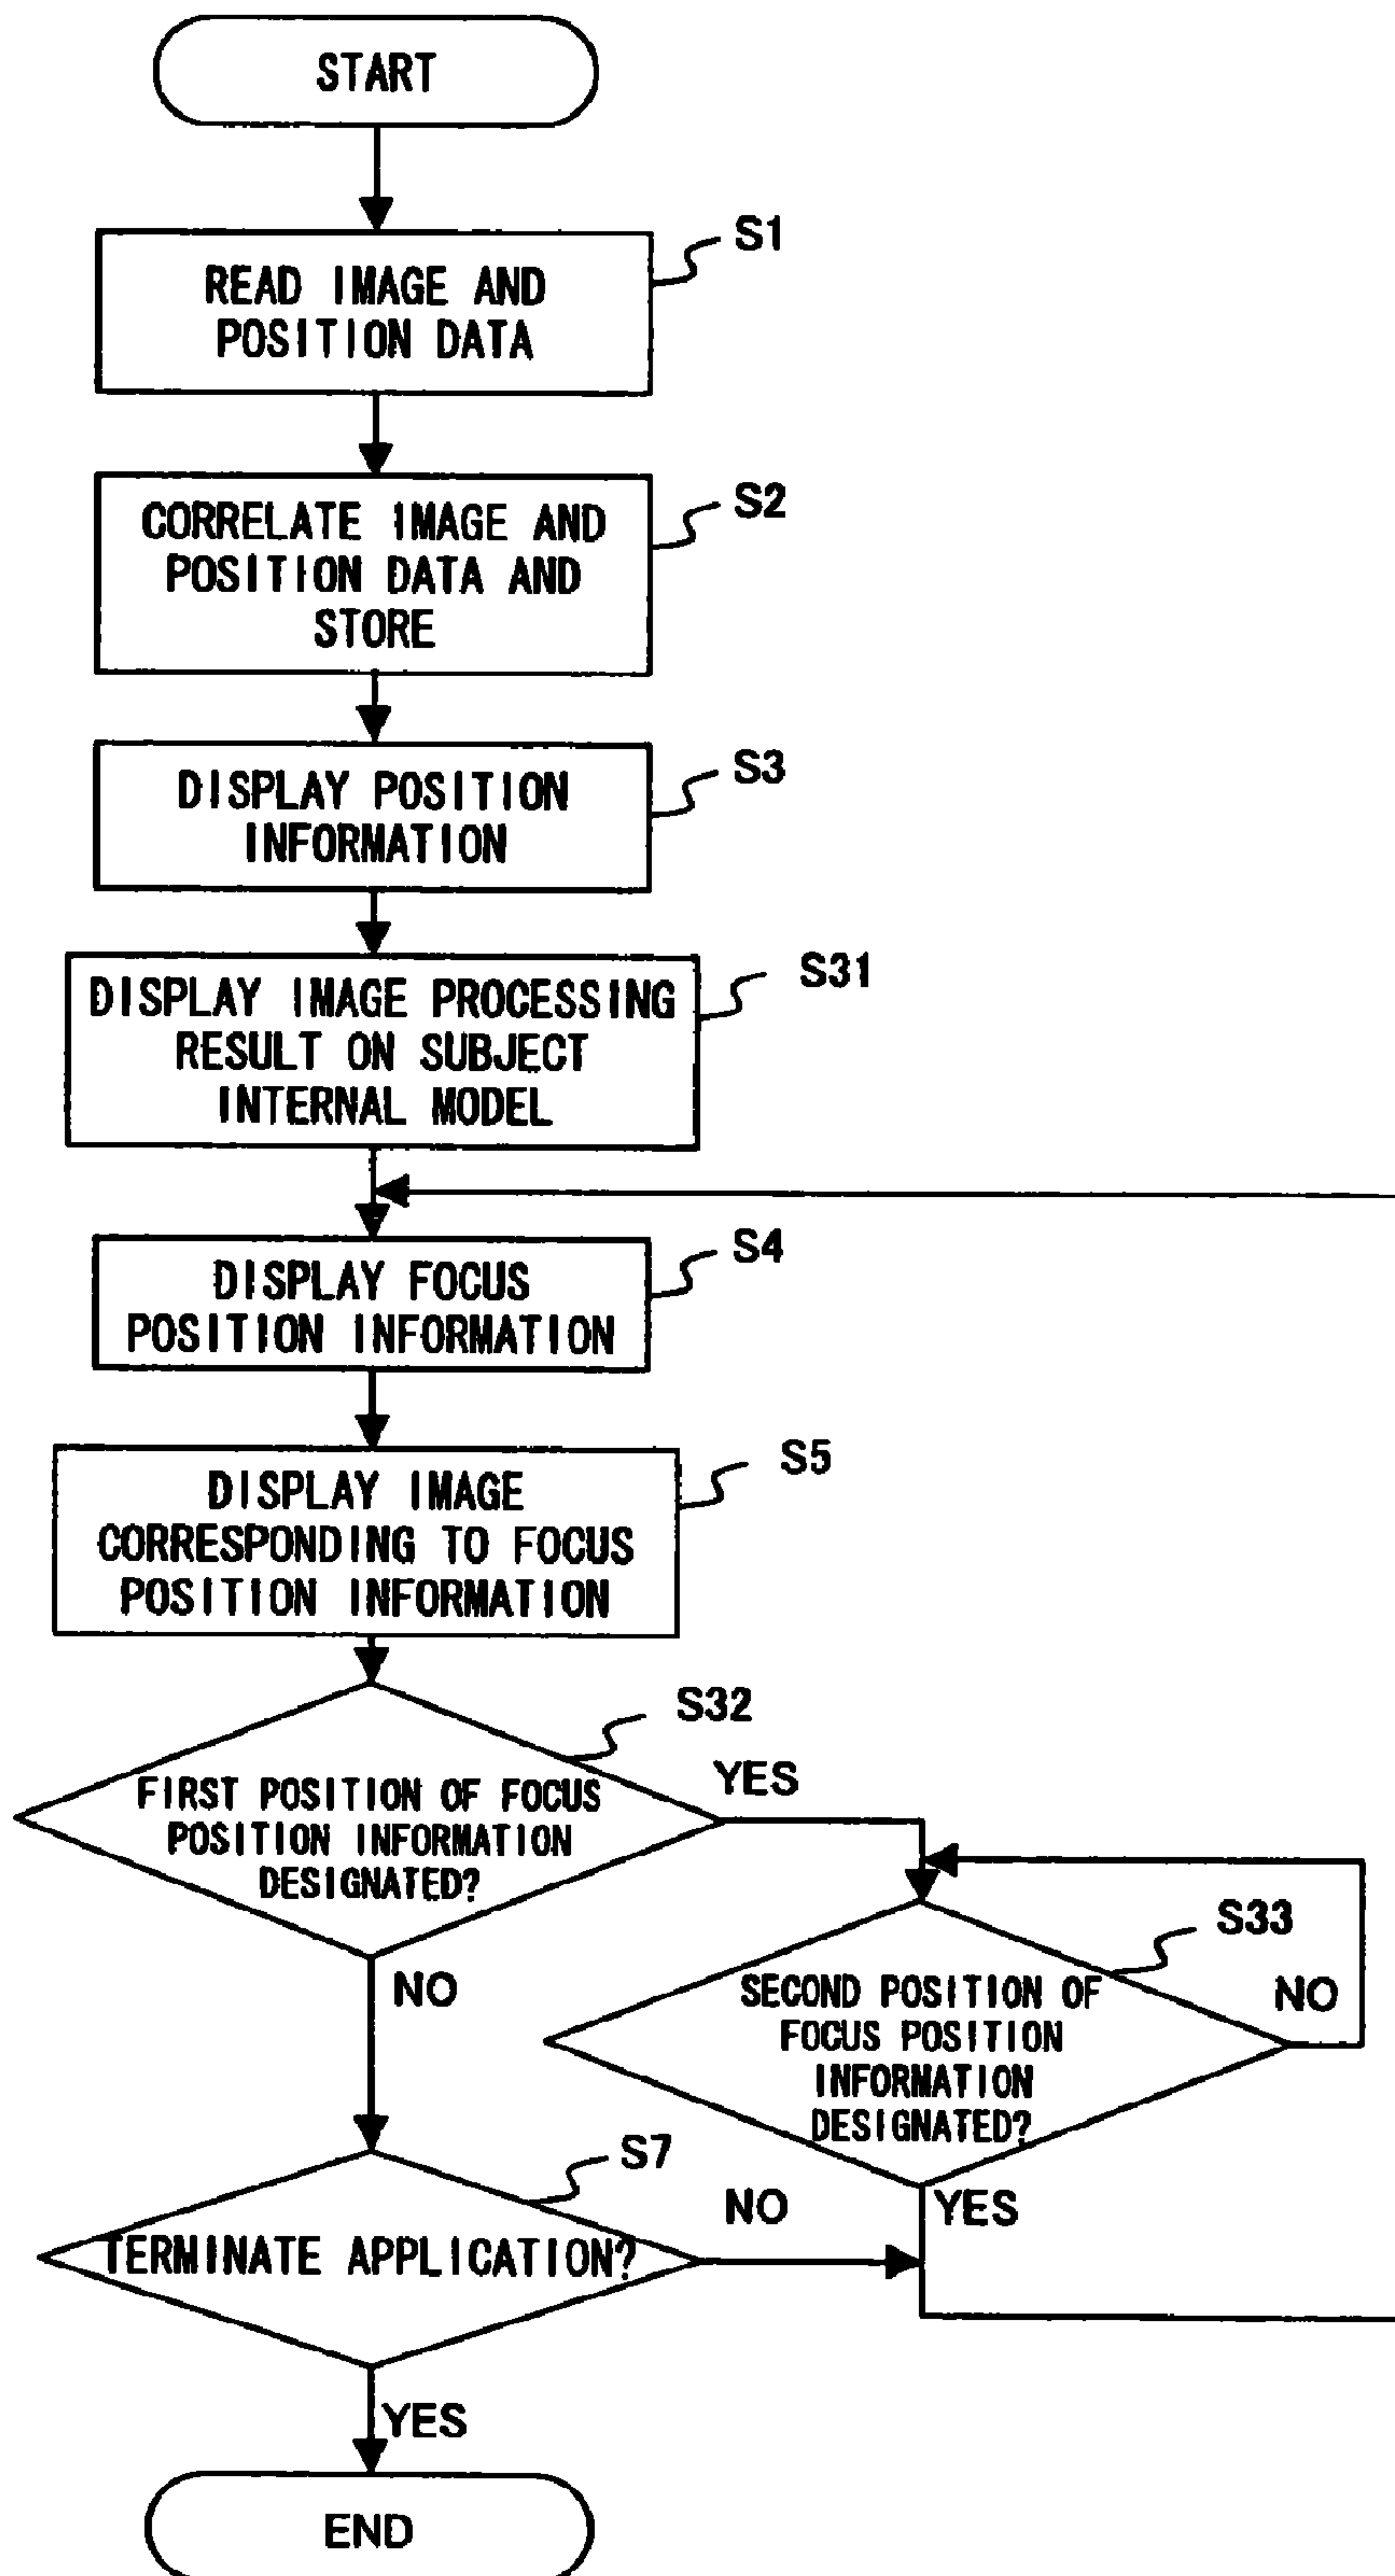 START
S1
READ IMAGE AND
POSITION DATA
S2
CORRELATE IMAGE AND
POSITION DATA AND
STORE
S3
DISPLAY POSITION
INFORMATION
S31
DISPLAY IMAGE PROCESSING
RESULT ON SUBJECT
INTERNAL MODEL
S4
DISPLAY FOCUS
POSITION INFORMATION
S5
DISPLAY IMAGE
CORRESPONDING TO FOCUS
POSITION INFORMATION
S32
YES
FIRST POSITION OF FOCUS
POSITION INFORMATION
DESIGNATED?
NO
S33
NO
SECOND POSITION OF
FOCUS POSITION
INFORMATION
DESIGNATED?
YES
S7
NO
TERMINATE APPLICATION?
YES
END